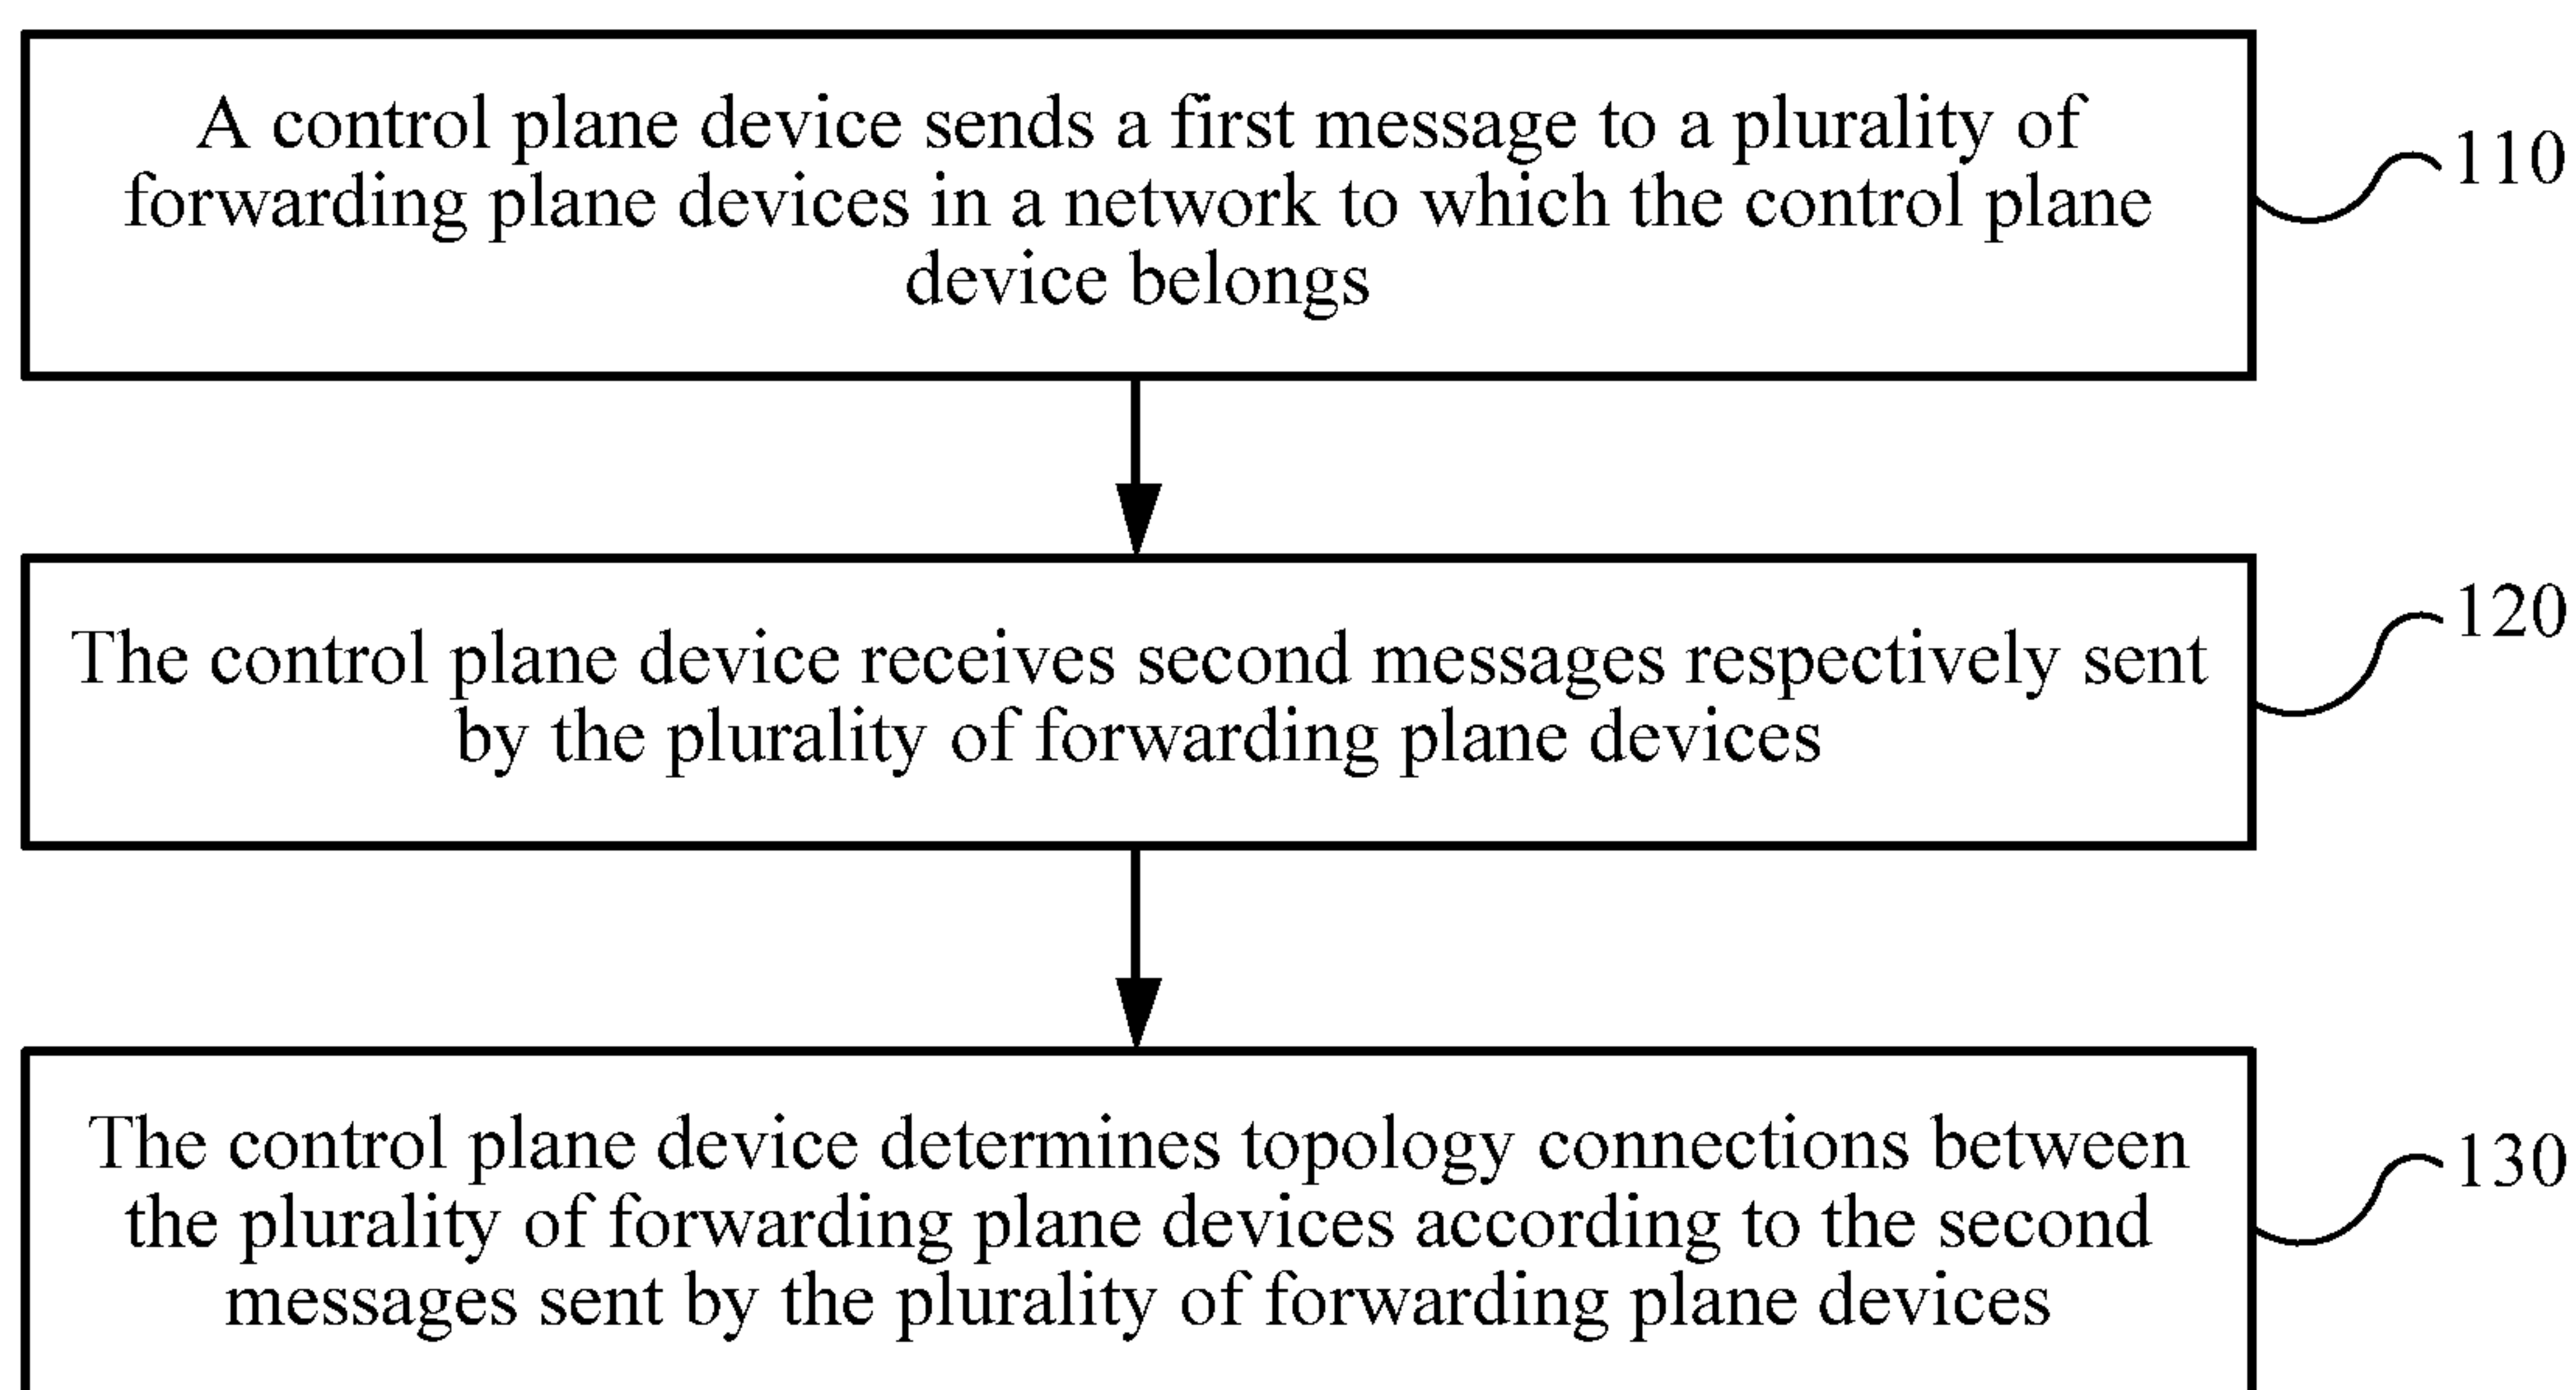 A control plane device sends a first message to a plurality of
forwarding plane devices in a network to which the control plane
device belongs
110
The control plane device receives second messages respectively sent
by the plurality of forwarding plane devices
120
The control plane device determines topology connections between
the plurality of forwarding plane devices according to the second
messages sent by the plurality of forwarding plane devices
130